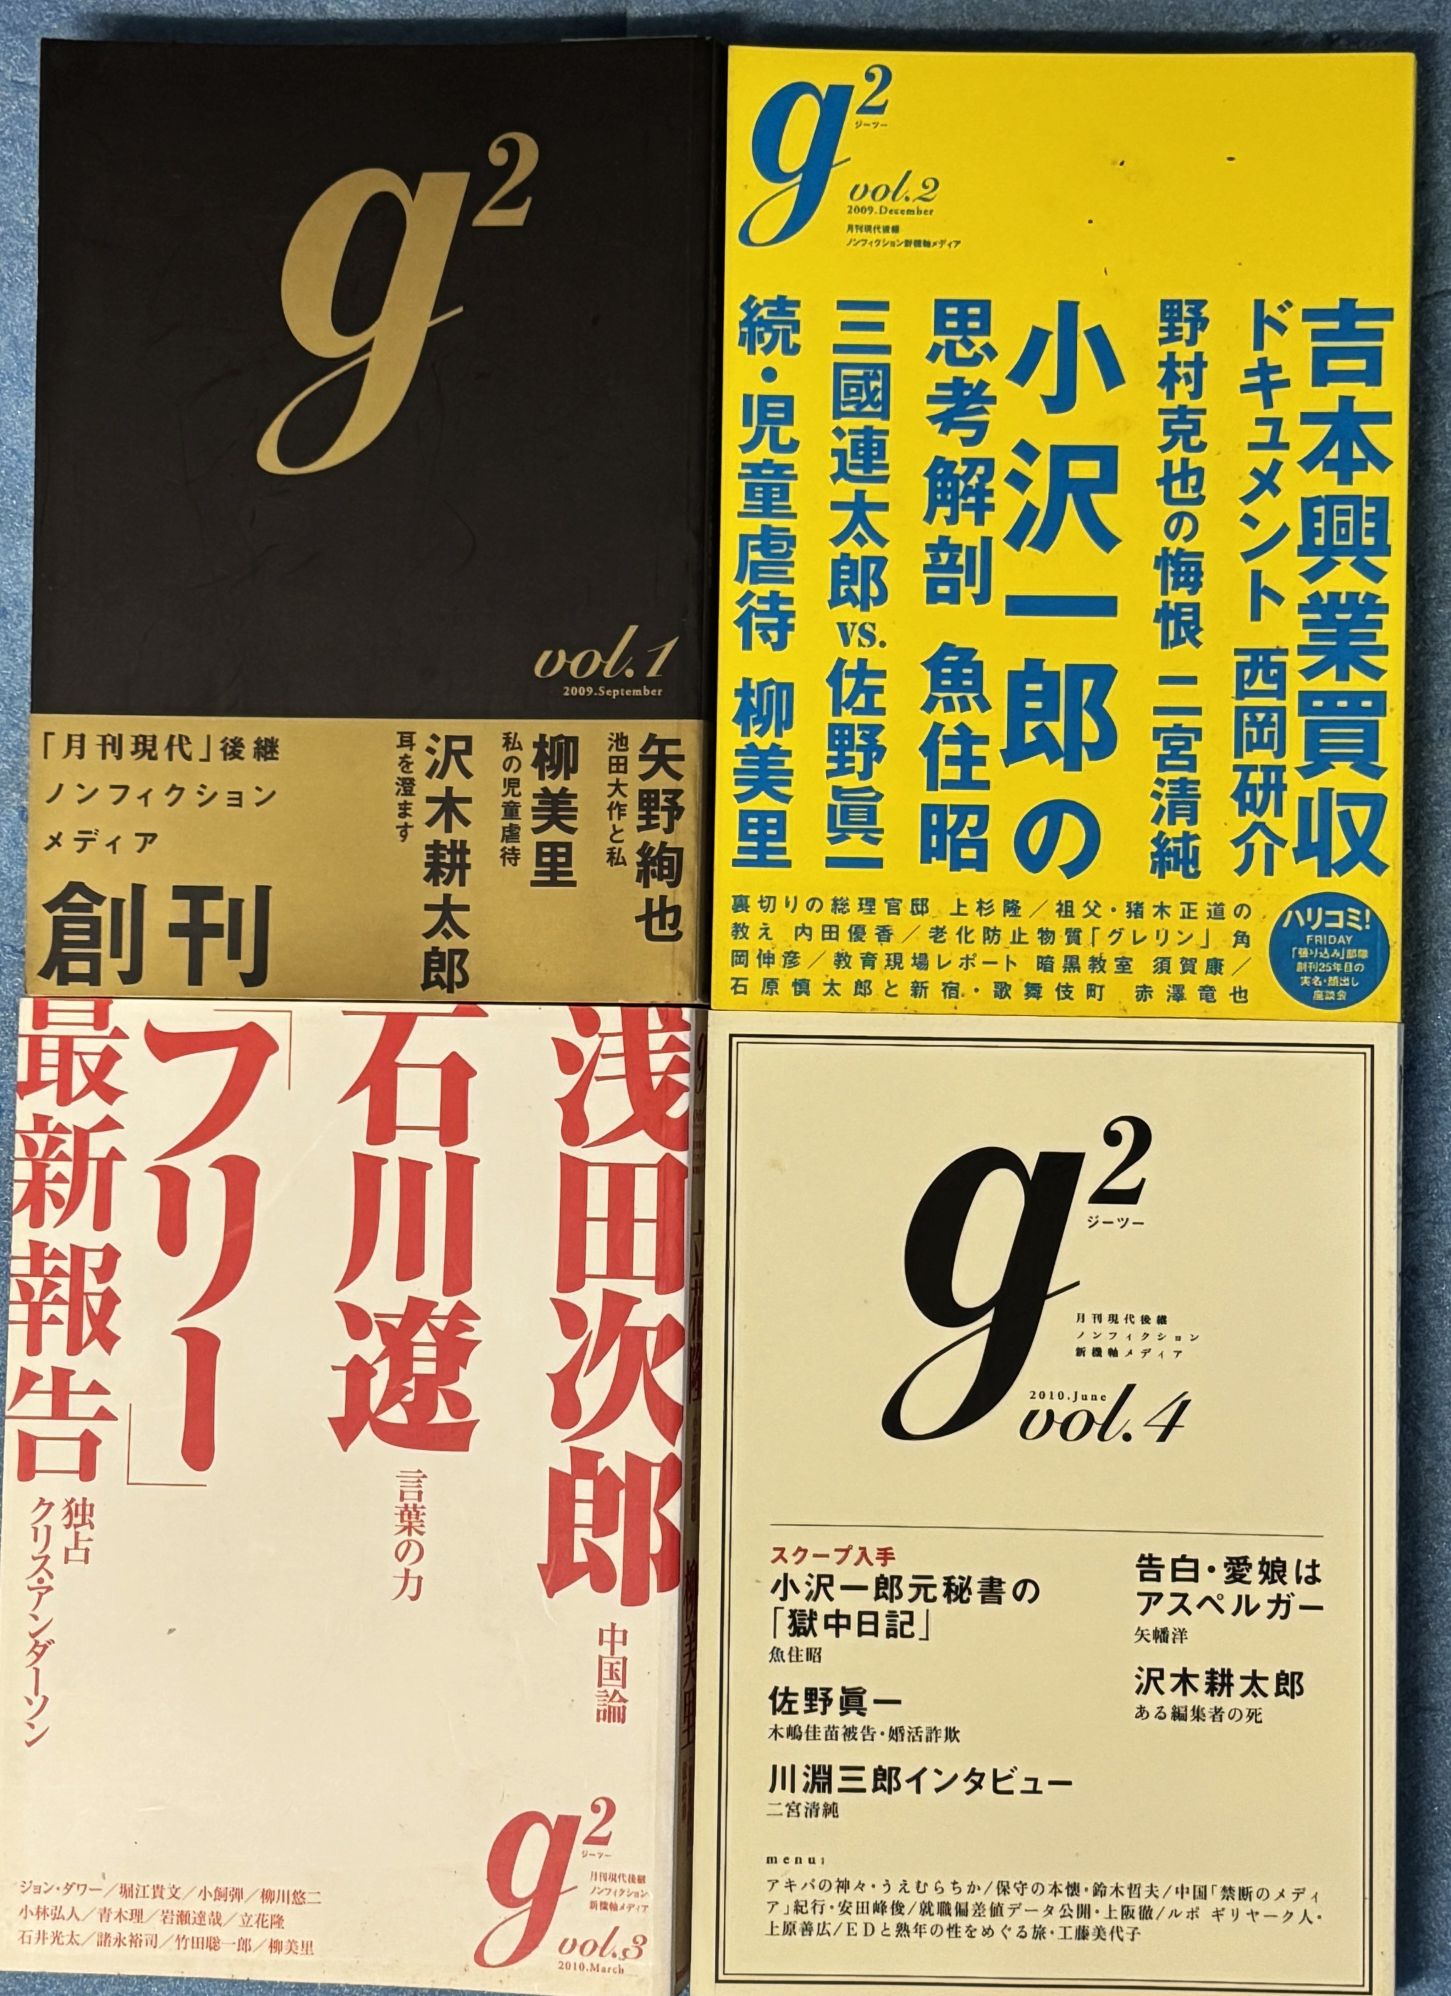 g2
vol.1
2009.September
「月刊現代」後継
ノンフィクション
メディア
創刊
矢野絢也
池田大作と私
柳美里
私の児童虐待
沢木耕太郎
耳を澄ます
g2
ジーツー
vol.2
2009.December
月刊現代後継
ノンフィクション新機軸メディア
吉本興業買収
ドキュメント 西岡研介
野村克也の悔恨 二宮清純
小沢一郎の
思考解剖 魚住昭
三國連太郎vs.佐野眞一
続・児童虐待 柳美里
裏切りの総理官邸 上杉隆/祖父・猪木正道の
教え 内田優香/老化防止物質「グレリン」 角
岡伸彦/教育現場レポート 暗黒教室 須賀康/
石原慎太郎と新宿・歌舞伎町 赤澤竜也
ハリコミ!
FRIDAY
「張り込み」部隊
創刊25年目の
実名・顔出し
座談会
浅田次郎
中国論
石川遼
言葉の力
「フリー」
最新報告
独占
クリス・アンダーソン
g2
ジーツー
月刊現代後継
ノンフィクション
新機軸メディア
vol.3
2010.March
ジョン・ダワー/堀江貴文/小飼弾/柳川悠二
小林弘人/青木理/岩瀬達哉/立花隆
石井光太/諸永裕司/竹田聡一郎/柳美里
g2
ジーツー
月刊現代後継
ノンフィクション
新機軸メディア
2010.June
vol.4
スクープ入手
小沢一郎元秘書の
「獄中日記」
魚住昭
佐野眞一
木嶋佳苗被告・婚活詐欺
川淵三郎インタビュー
二宮清純
告白・愛娘は
アスペルガー
矢幡洋
沢木耕太郎
ある編集者の死
menu:
アキバの神々・うえむらちか/保守の本懐・鈴木哲夫/中国「禁断のメディ
ア」紀行・安田峰俊/就職偏差値データ公開・上阪徹/ルポ ギリヤーク人・
上原善広/EDと熟年の性をめぐる旅・工藤美代子